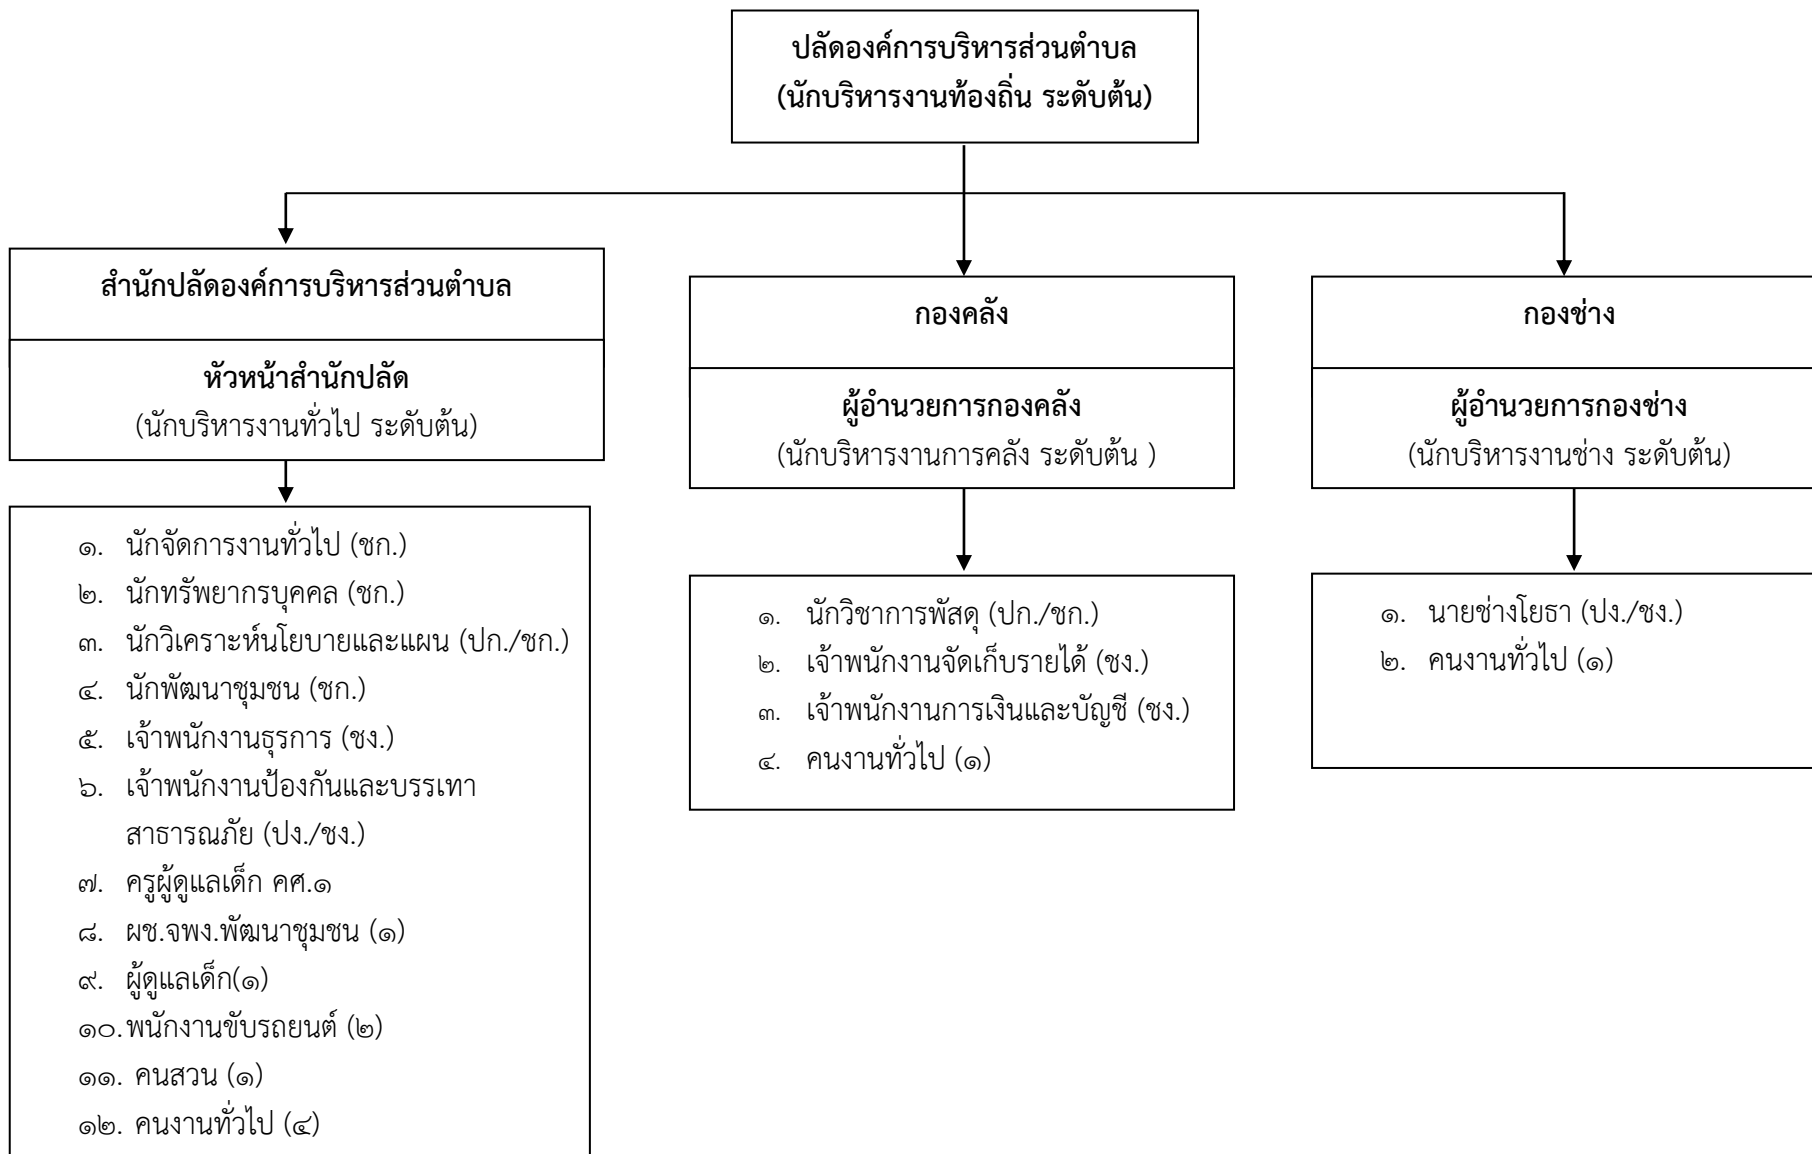 ปลัดองค์การบริหารส่วนตำบล
(นักบริหารงานท้องถิ่น ระดับต้น)
สำนักปลัดองค์การบริหารส่วนตำบล
หัวหน้าสำนักปลัด
(นักบริหารงานทั่วไป ระดับต้น)
๑. นักจัดการงานทั่วไป (ชก.)
๒. นักทรัพยากรบุคคล (ชก.)
๓. นักวิเคราะห์นโยบายและแผน (ปก./ชก.)
๔. นักพัฒนาชุมชน (ชก.)
๕. เจ้าพนักงานธุรการ (ชง.)
๖. เจ้าพนักงานป้องกันและบรรเทา
สาธารณภัย (ปง./ชง.)
๗. ครูผู้ดูแลเด็ก คศ.๑
๘. ผช.จพง.พัฒนาชุมชน (๑)
๙. ผู้ดูแลเด็ก(๑)
๑๐.พนักงานขับรถยนต์ (๒)
๑๑. คนสวน (๑)
๑๒. คนงานทั่วไป (๔)
กองคลัง
ผู้อำนวยการกองคลัง
(นักบริหารงานการคลัง ระดับต้น )
๑. นักวิชาการพัสดุ (ปก./ชก.)
๒. เจ้าพนักงานจัดเก็บรายได้ (ชง.)
๓. เจ้าพนักงานการเงินและบัญชี (ชง.)
๔. คนงานทั่วไป (๑)
กองช่าง
ผู้อำนวยการกองช่าง
(นักบริหารงานช่าง ระดับต้น)
๑. นายช่างโยธา (ปง./ชง.)
๒. คนงานทั่วไป (๑)